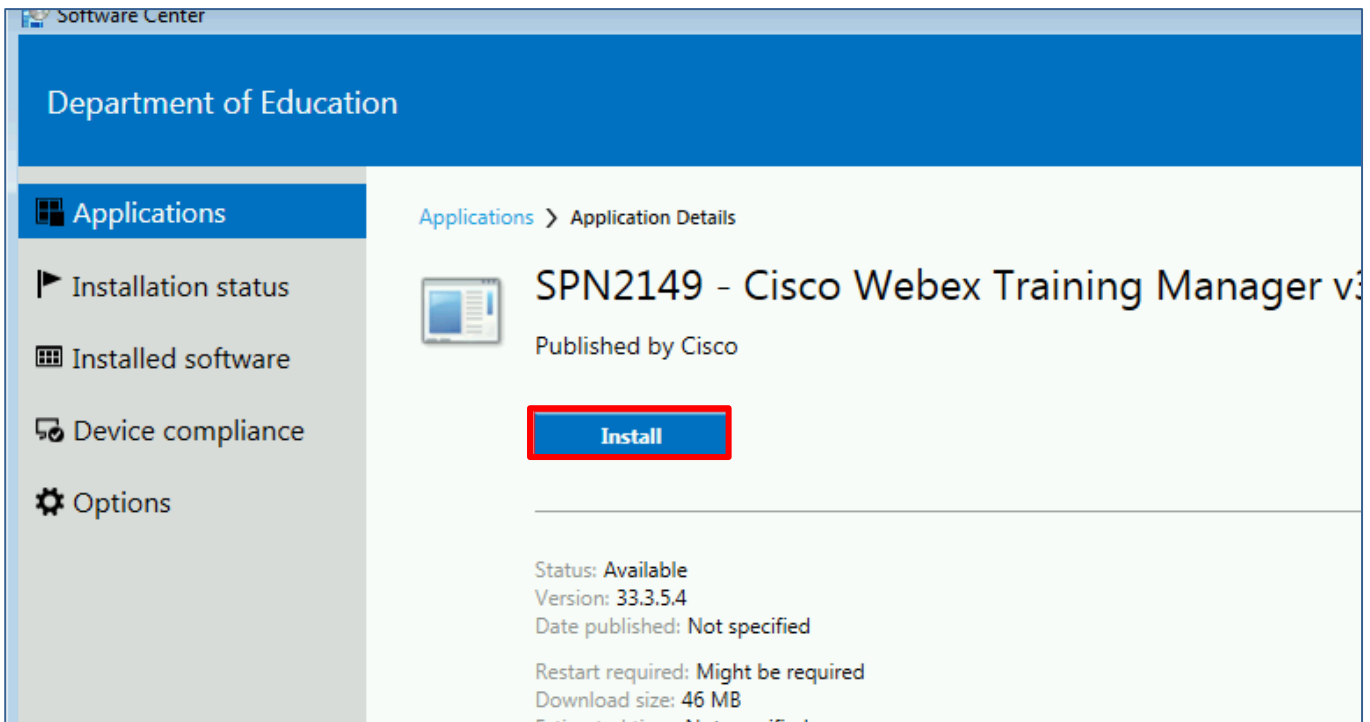 Software Center
Department of Education
Applications
Installation status
Installed software
Device compliance
Options
Applications > Application Details
SPN2149 - Cisco Webex Training Manager
Published by Cisco
Install
Status: Available
Version: 33.3.5.4
Date published: Not specified
Restart required: Might be required
Download size: 46 MB